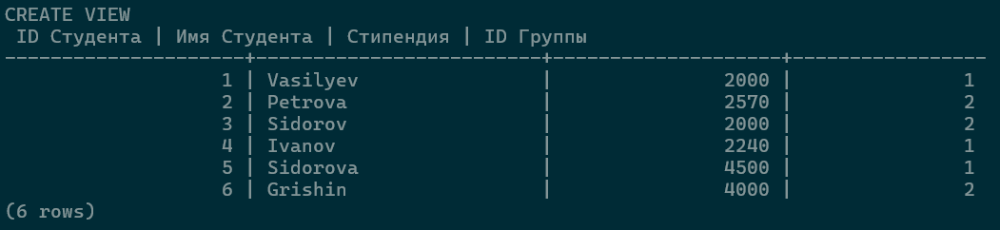 CREATE VIEW
 ID Студента | Имя Студента | Стипендия | ID Группы
---------------------+--------------------------+----------------------+-----------------
                   1 | Vasilyev                 |                 2000 |               1
                   2 | Petrova                  |                 2570 |               2
                   3 | Sidorov                  |                 2000 |               2
                   4 | Ivanov                   |                 2240 |               1
                   5 | Sidorova                 |                 4500 |               1
                   6 | Grishin                  |                 4000 |               2
(6 rows)